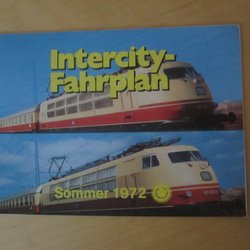 Intercity-
Fahrplan
Sommer 1972